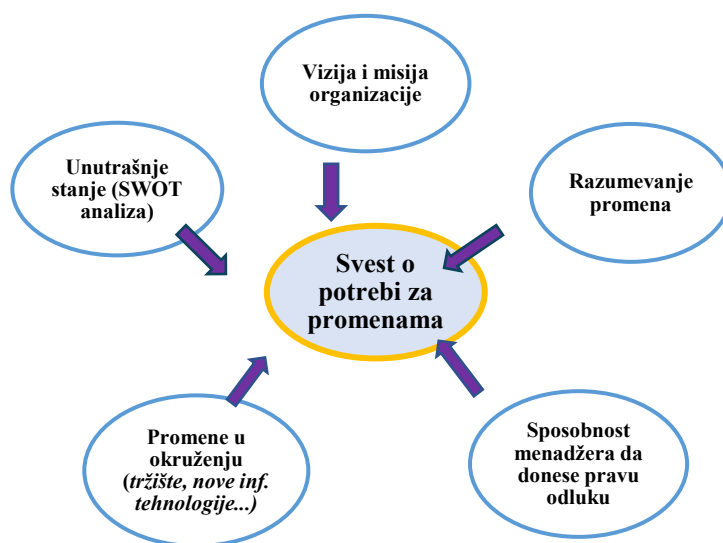 Vizija i misija
organizacije
Unutrašnje
stanje (SWOT
analiza)
Razumevanje
promena
Svest o
potrebi za
promenama
Promene u
okruženju
(tržište, nove inf.
tehnologije...)
Sposobnost
menadžera da
donese pravu
odluku